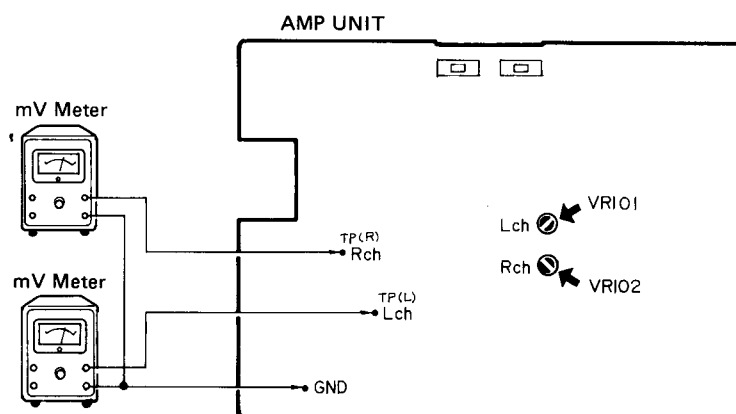 AMP UNIT
mV Meter
VR101
Lch
TP(R)
Rch
Rch
mV Meter
VR102
TP(L)
Lch
GND